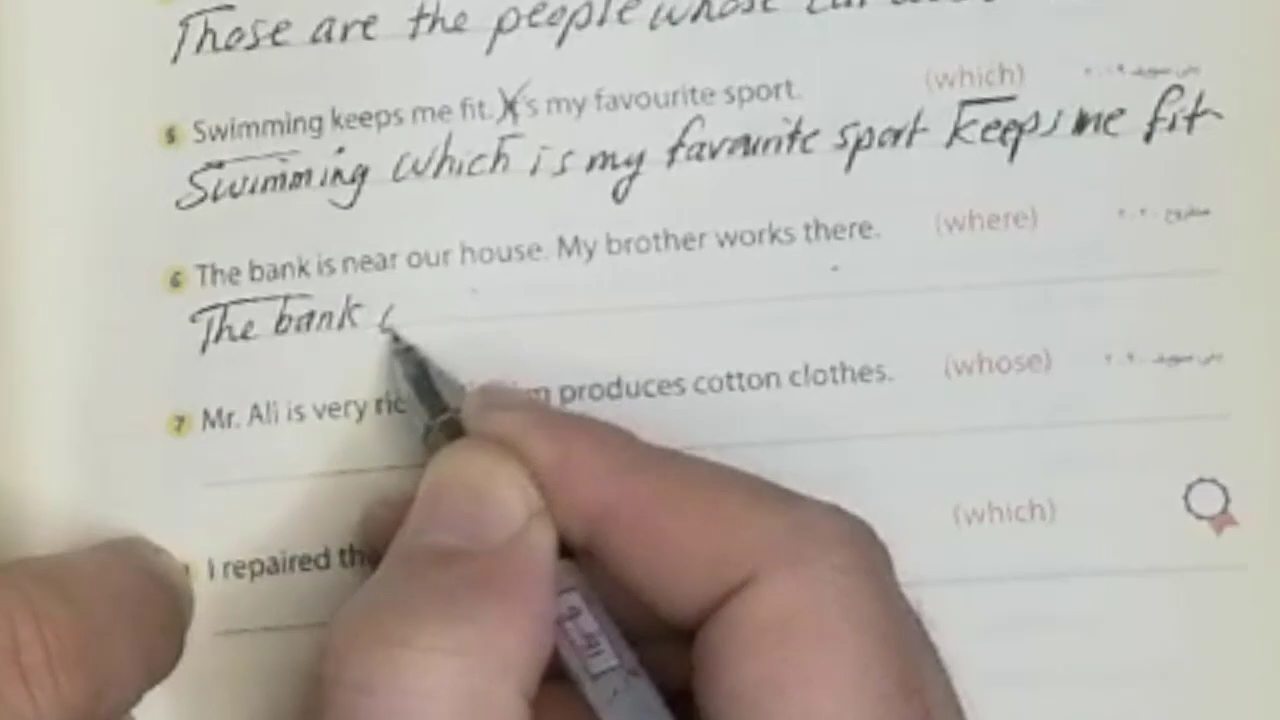 Those are the people whose
5 Swimming keeps me fit. It's my favourite sport. (which)
Swimming which is my favourite sport keeps me fit
6 The bank is near our house. My brother works there. (where)
The bank
7 Mr. Ali is very produces cotton clothes. (whose)
I repaired (which)